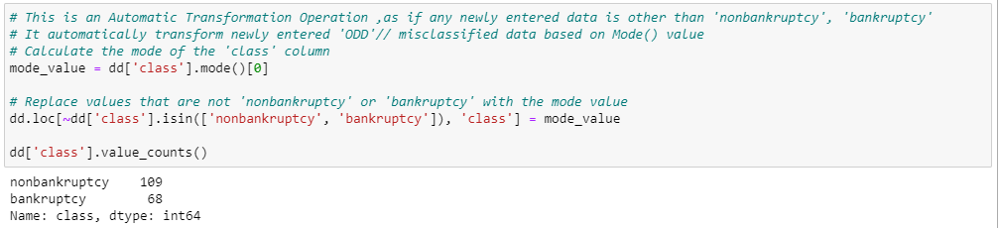 # This is an Automatic Transformation Operation ,as if any newly entered data is other than 'nonbankruptcy', 'bankruptcy'
# It automatically transform newly entered 'ODD'// misclassified data based on Mode() value
# Calculate the mode of the 'class' column
mode_value = dd['class'].mode()[0]
# Replace values that are not 'nonbankruptcy' or 'bankruptcy' with the mode value
dd.loc[~dd['class'].isin(['nonbankruptcy', 'bankruptcy']), 'class'] = mode_value
dd['class'].value_counts()
nonbankruptcy    109
bankruptcy        68
Name: class, dtype: int64